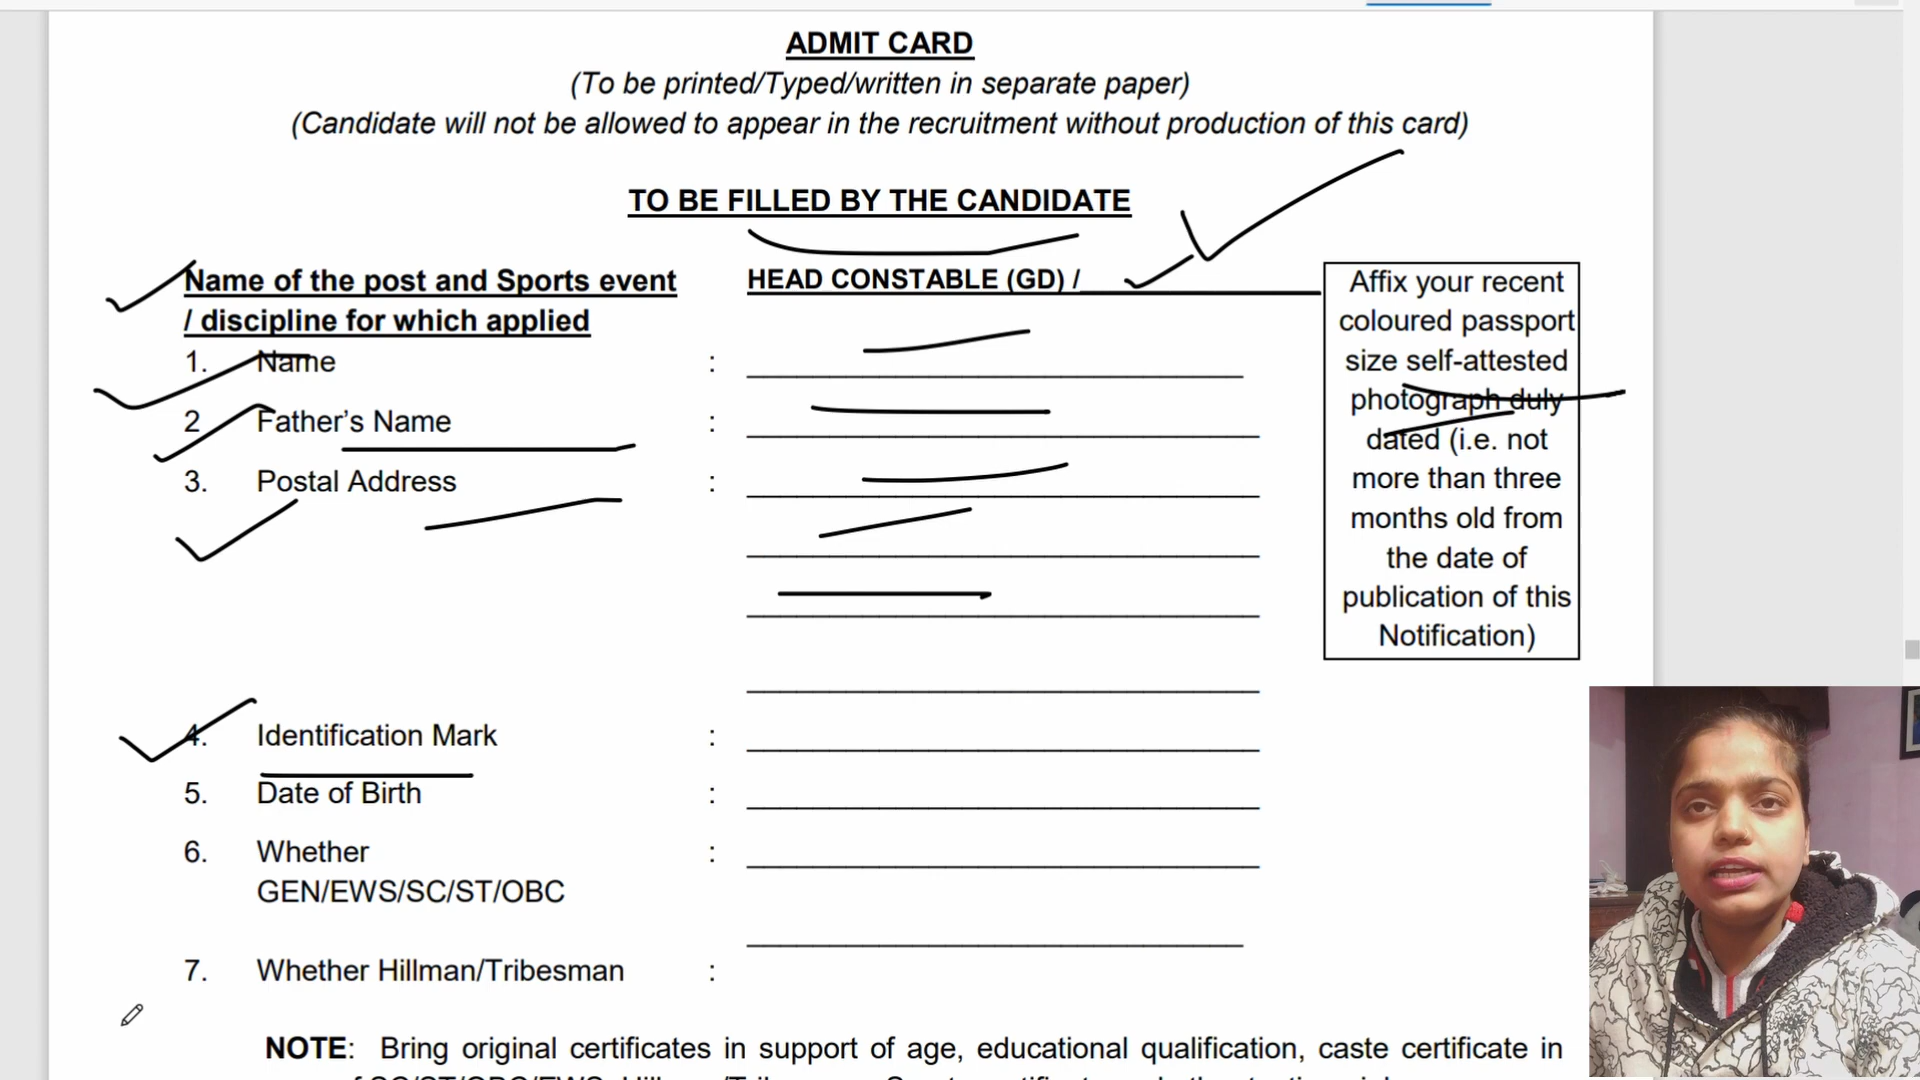 ADMIT CARD
(To be printed/Typed/written in separate paper)
(Candidate will not be allowed to appear in the recruitment without production of this card)
TO BE FILLED BY THE CANDIDATE
Name of the post and Sports event
/ discipline for which applied
HEAD CONSTABLE (GD) /
1. Name :
2 Father's Name :
3. Postal Address :
4. Identification Mark :
5. Date of Birth :
6. Whether :
GEN/EWS/SC/ST/OBC
7. Whether Hillman/Tribesman :
Affix your recent
coloured passport
size self-attested
photograph duly
dated (i.e. not
more than three
months old from
the date of
publication of this
Notification)
NOTE: Bring original certificates in support of age, educational qualification, caste certificate in